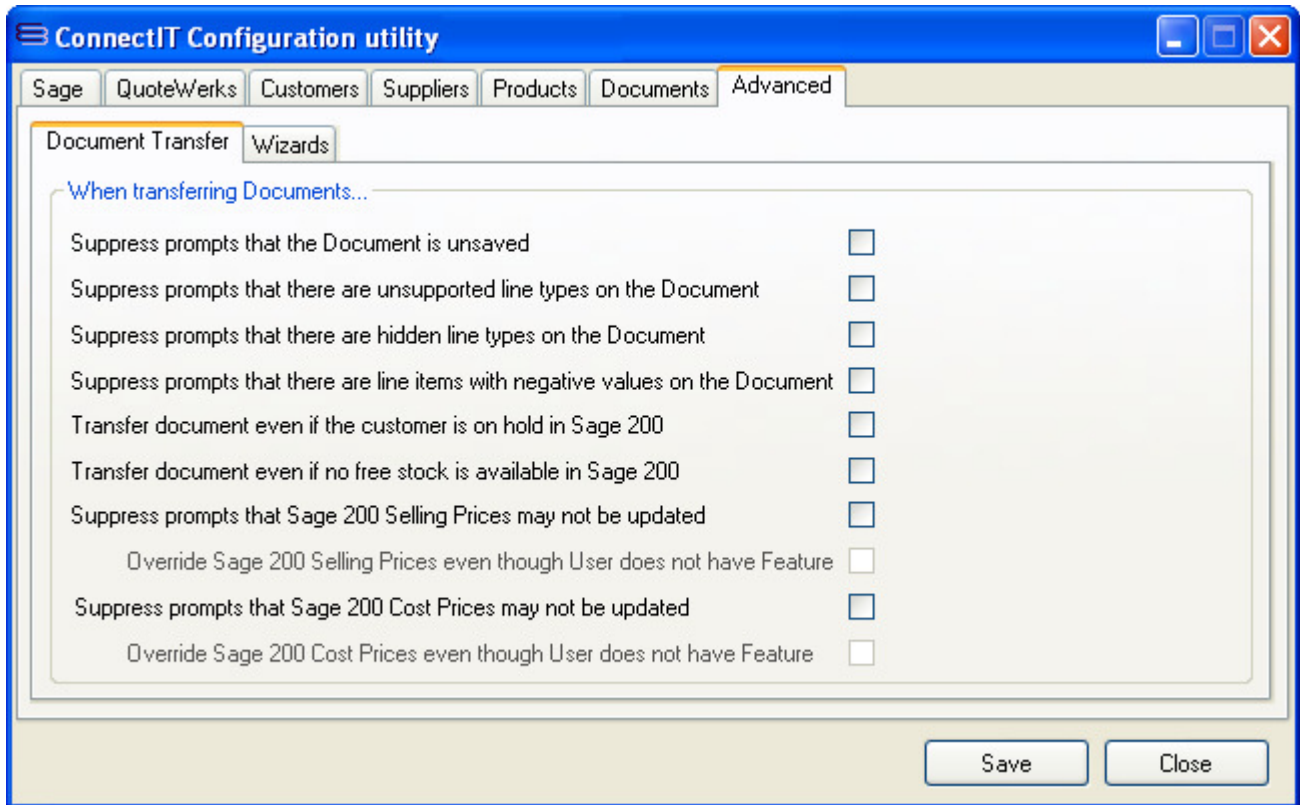 ConnectIT Configuration utility
Sage QuoteWerks Customers Suppliers Products Documents Advanced
Document Transfer Wizards
When transferring Documents...
Suppress prompts that the Document is unsaved
Suppress prompts that there are unsupported line types on the Document
Suppress prompts that there are hidden line types on the Document
Suppress prompts that there are line items with negative values on the Document
Transfer document even if the customer is on hold in Sage 200
Transfer document even if no free stock is available in Sage 200
Suppress prompts that Sage 200 Selling Prices may not be updated
Override Sage 200 Selling Prices even though User does not have Feature
Suppress prompts that Sage 200 Cost Prices may not be updated
Override Sage 200 Cost Prices even though User does not have Feature
Save Close